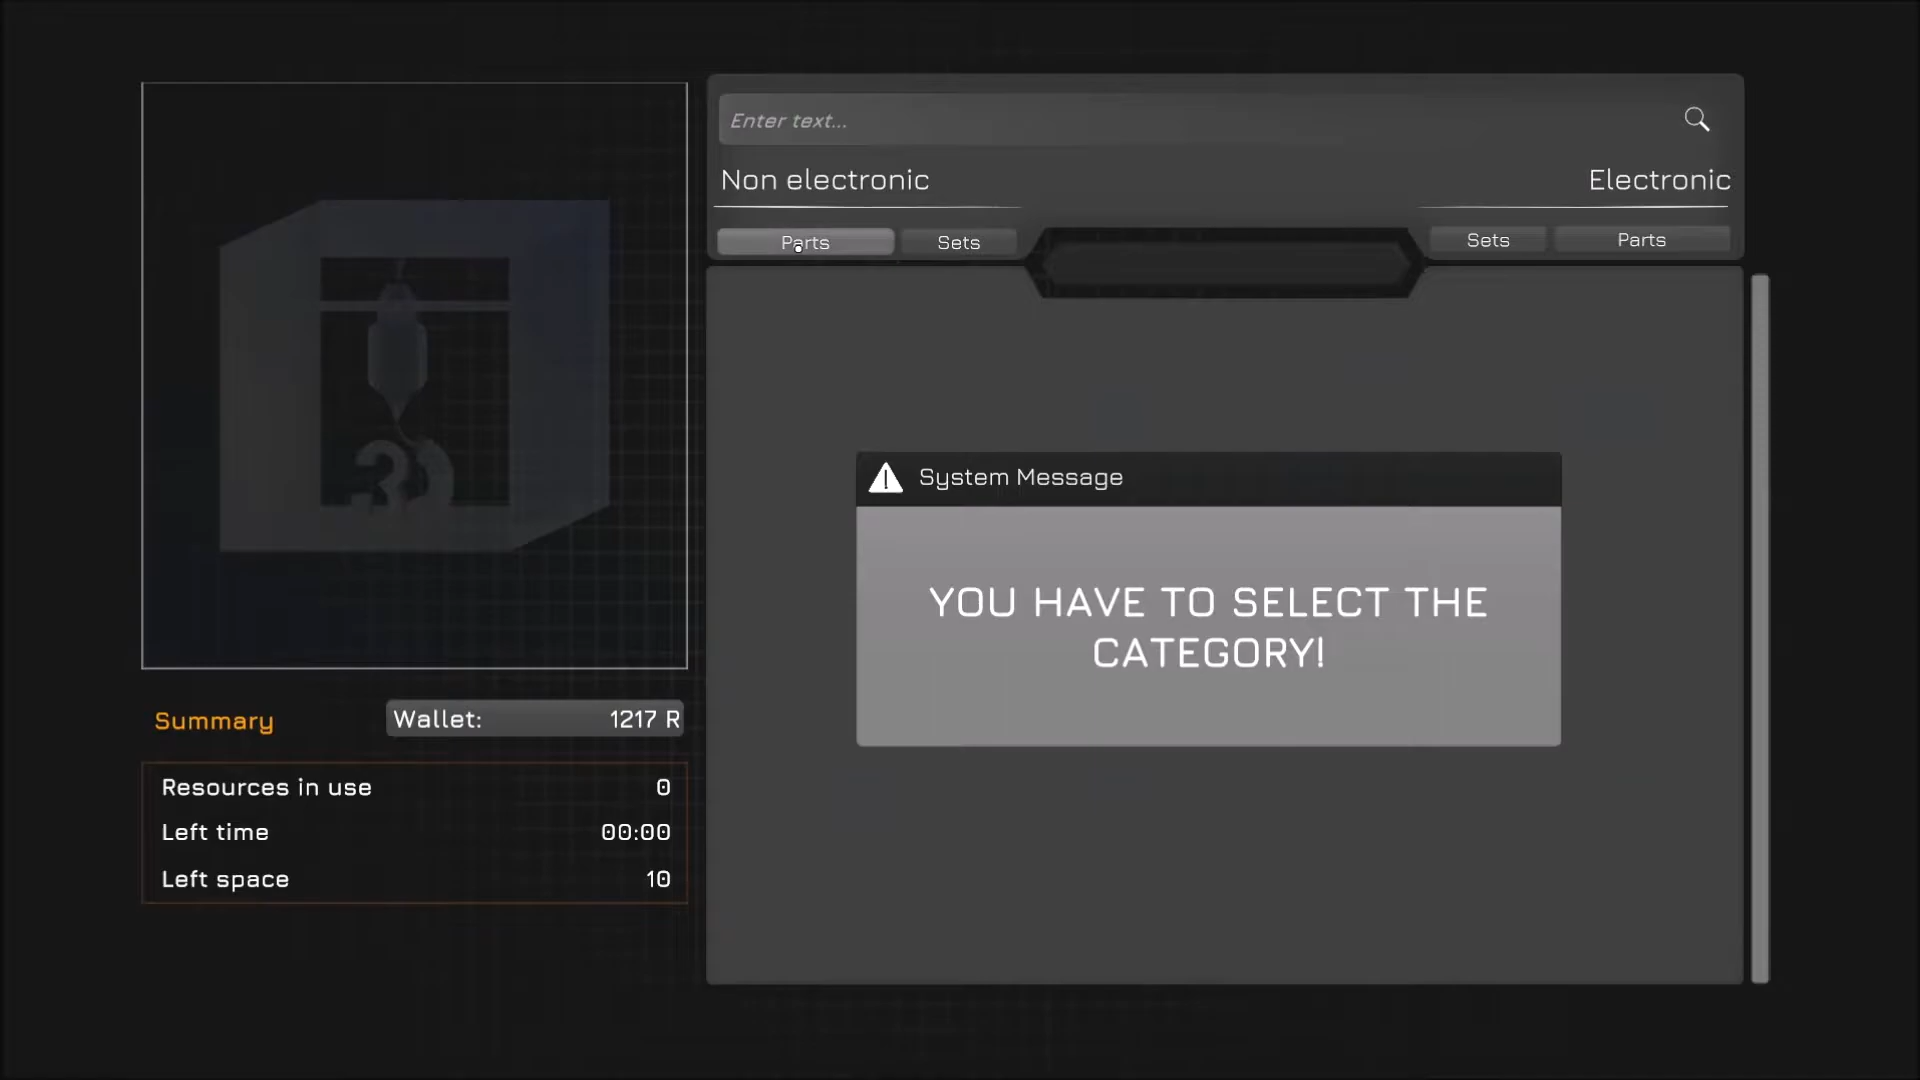 Enter text...
Non electronic
Electronic
Parts
Sets
Sets
Parts
System Message
YOU HAVE TO SELECT THE
CATEGORY!
Summary
Wallet: 1217 R
Resources in use 0
Left time 00:00
Left space 10